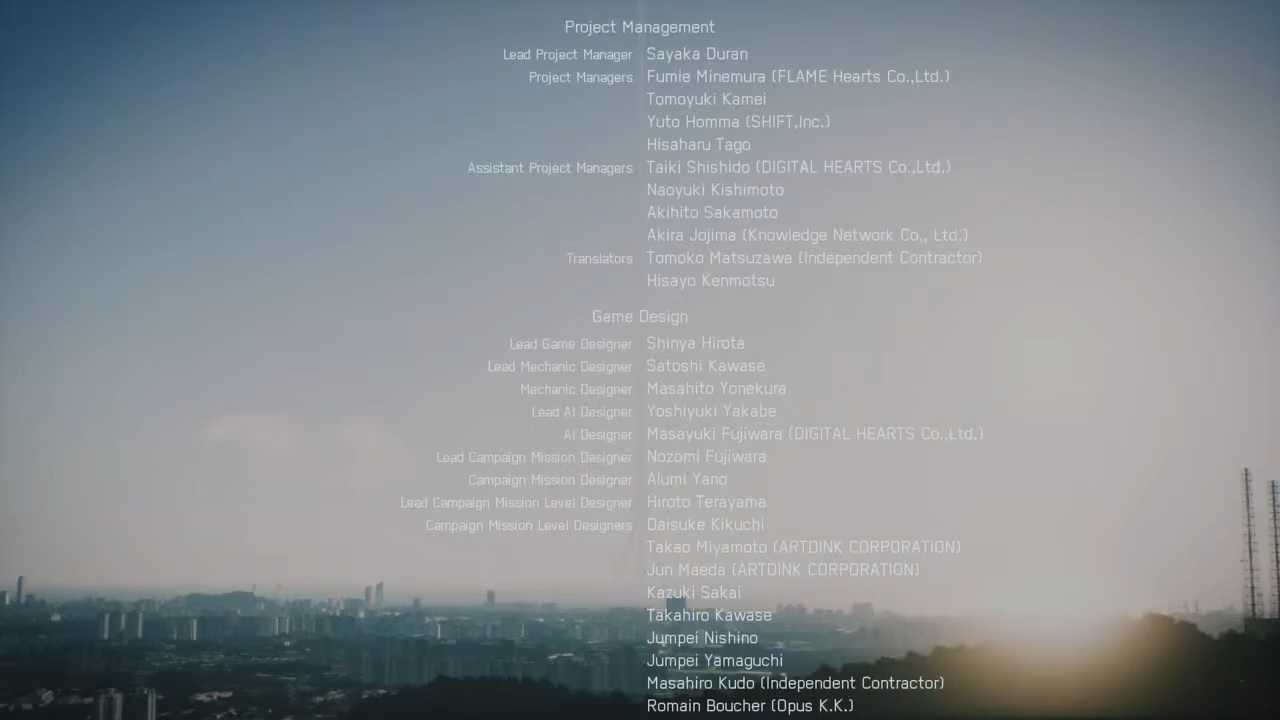 Project Management
Lead Project Manager Sayaka Duran
Project Managers Fumie Minemura (FLAME Hearts Co.,Ltd.)
Tomoyuki Kamei
Yuto Homma (SHIFT,Inc.)
Hisaharu Tago
Assistant Project Managers Taiki Shishido (DIGITAL HEARTS Co.,Ltd.)
Naoyuki Kishimoto
Akihito Sakamoto
Akira Jojima (Knowledge Network Co., Ltd.)
Translators Tomoko Matsuzawa (Independent Contractor)
Hisayo Kenmotsu
Game Design
Lead Game Designer Shinya Hirota
Lead Mechanic Designer Satoshi Kawase
Mechanic Designer Masahito Yonekura
Lead AI Designer Yoshiyuki Yakabe
AI Designer Masayuki Fujiwara (DIGITAL HEARTS Co.,Ltd.)
Lead Campaign Mission Designer Nozomi Fujiwara
Campaign Mission Designer Alumi Yano
Lead Campaign Mission Level Designer Hiroto Terayama
Campaign Mission Level Designers Daisuke Kikuchi
Takao Miyamoto (ARTDINK CORPORATION)
Jun Maeda (ARTDINK CORPORATION)
Kazuki Sakai
Takahiro Kawase
Jumpei Nishino
Jumpei Yamaguchi
Masahiro Kudo (Independent Contractor)
Romain Boucher (Opus K.K.)